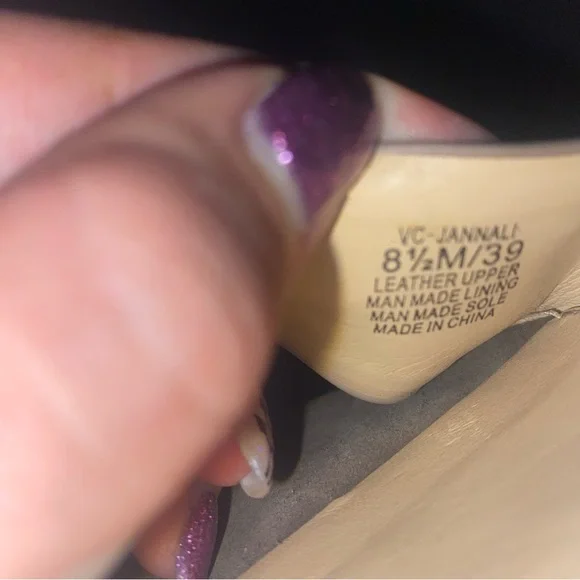 VC-JANNALI
8½M/39
LEATHER UPPER
MAN MADE LINING
MAN MADE SOLE
MADE IN CHINA